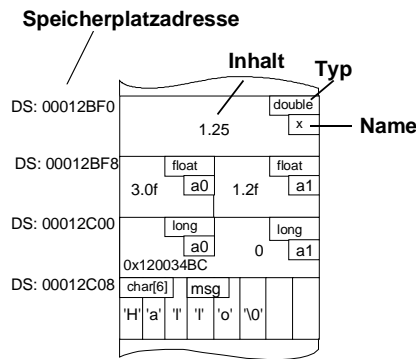 Speicherplatzadresse
Inhalt
Typ
DS: 00012BF0
double
x
Name
1.25
DS: 00012BF8
float
float
3.0f
a0
1.2f
a1
DS: 00012C00
long
long
a0
0
a1
0x120034BC
DS: 00012C08
char[6]
msg
'H' 'a' 'l' 'l' 'o' '\0'